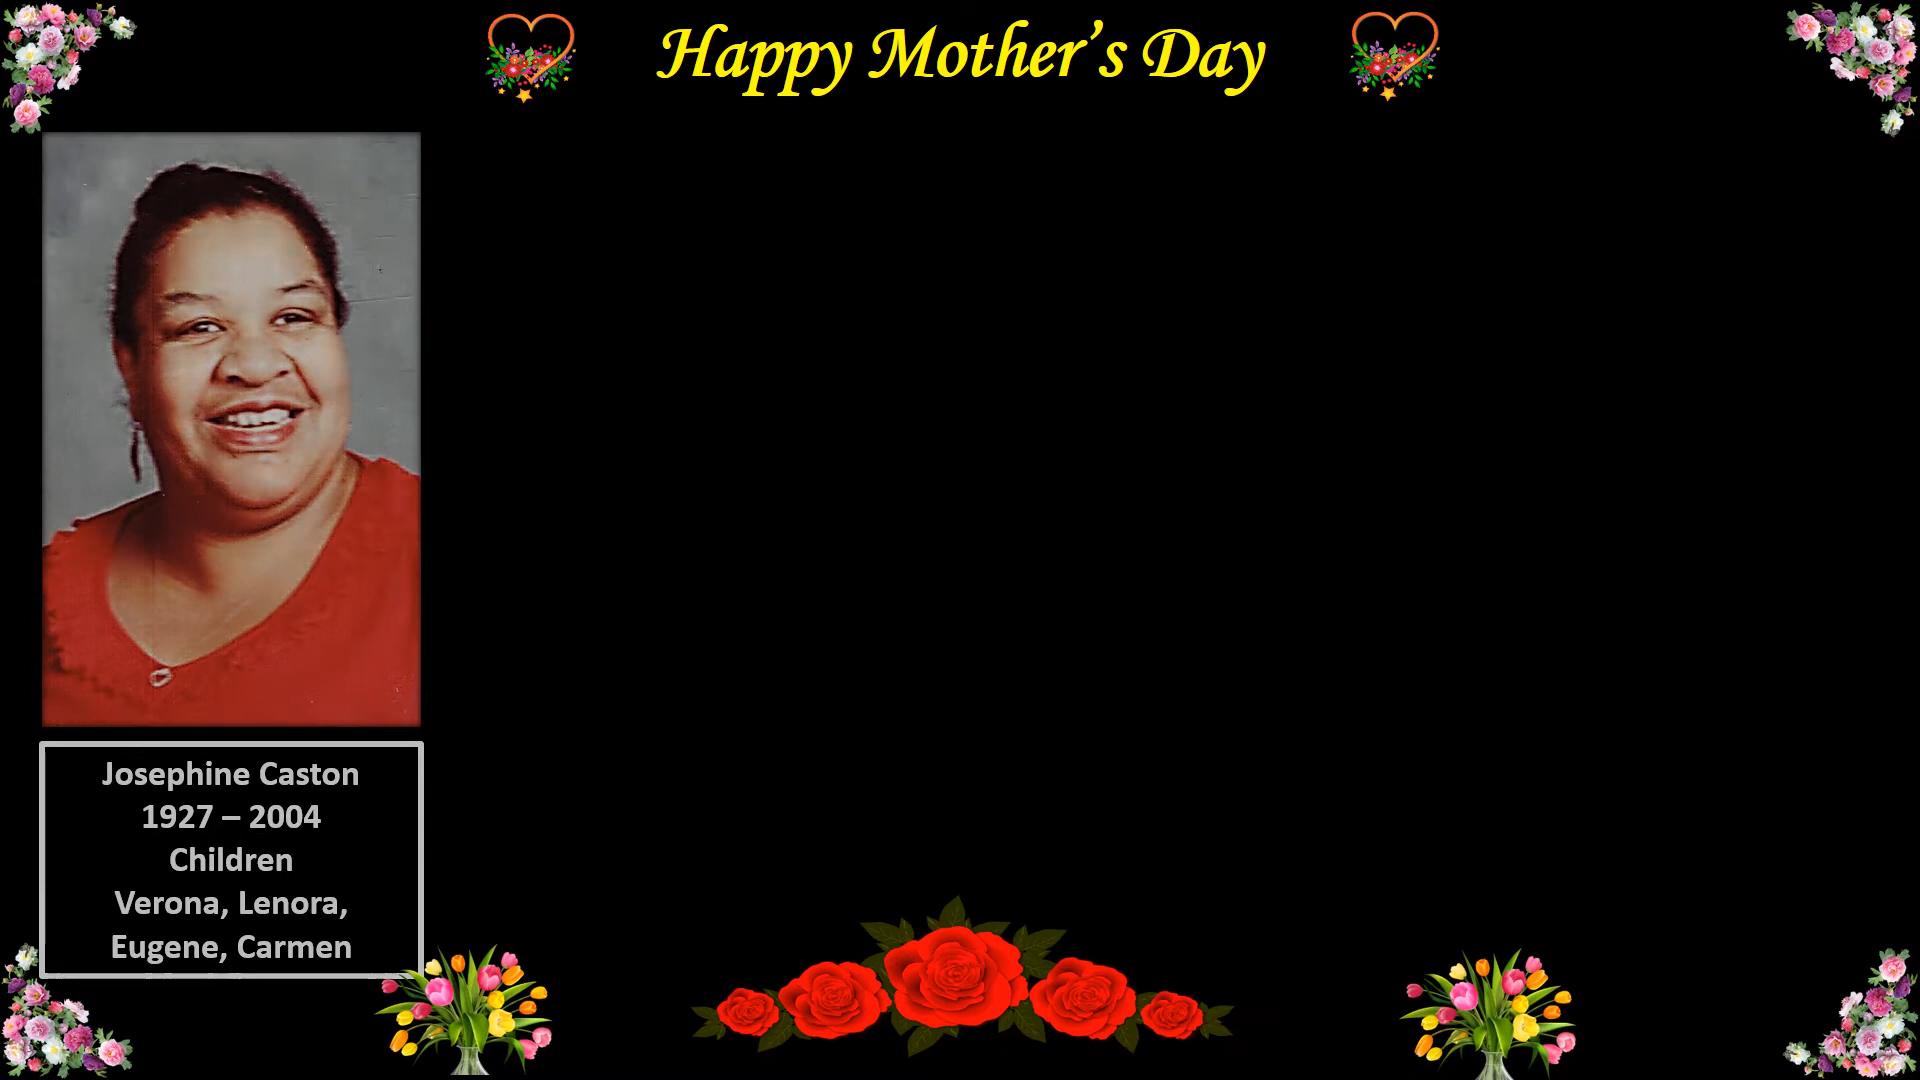 Happy Mother’s Day
Josephine Caston
1927 – 2004
Children
Verona, Lenora,
Eugene, Carmen